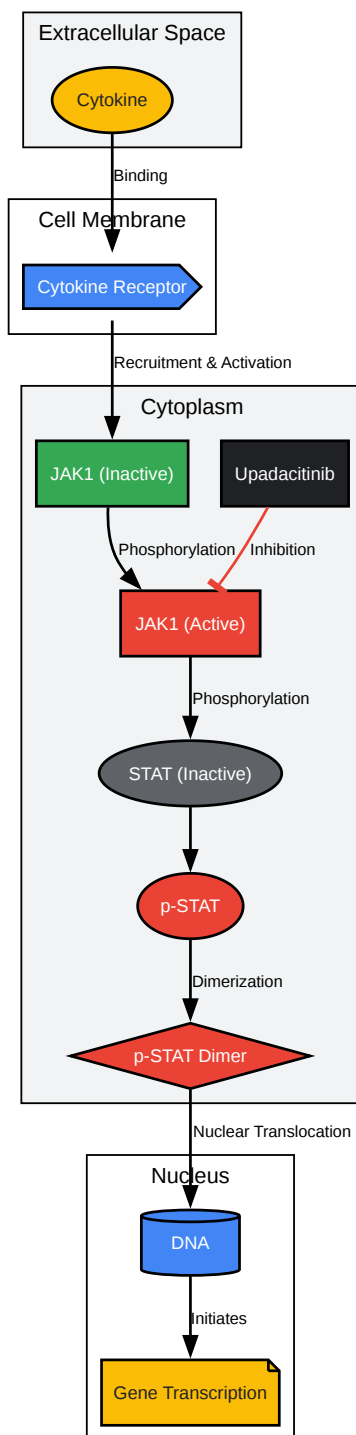 Extracellular Space
Cytokine
Binding
Cell Membrane
Cytokine Receptor
Recruitment & Activation
Cytoplasm
JAK1 (Inactive)
Upadacitinib
Phosphorylation
Inhibition
JAK1 (Active)
Phosphorylation
STAT (Inactive)
p-STAT
Dimerization
p-STAT Dimer
Nuclear Translocation
Nucleus
DNA
Initiates
Gene Transcription